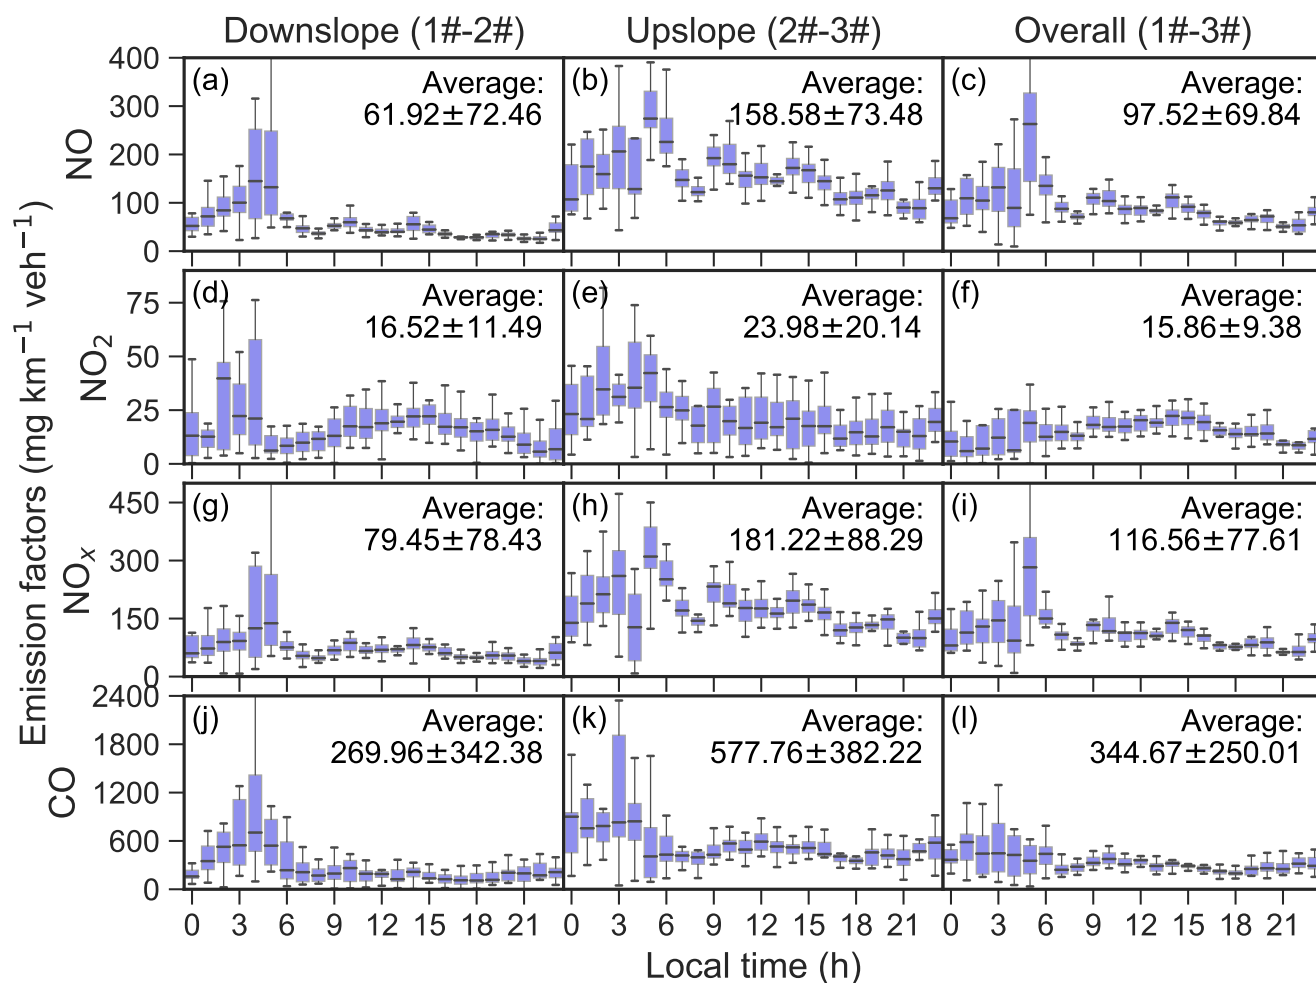 Downslope (1#-2#) Upslope (2#-3#) Overall (1#-3#)
Emission factors (mg km⁻¹ veh⁻¹)
NO
400
300
200
100
0
(a) Average:
61.92±72.46
(b) Average:
158.58±73.48
(c) Average:
97.52±69.84
NO₂
75
50
25
0
(d) Average:
16.52±11.49
(e) Average:
23.98±20.14
(f) Average:
15.86±9.38
NOₓ
450
300
150
0
(g) Average:
79.45±78.43
(h) Average:
181.22±88.29
(i) Average:
116.56±77.61
CO
2400
1800
1200
600
0
(j) Average:
269.96±342.38
(k) Average:
577.76±382.22
(l) Average:
344.67±250.01
0 3 6 9 12 15 18 21 0 3 6 9 12 15 18 21 0 3 6 9 12 15 18 21
Local time (h)